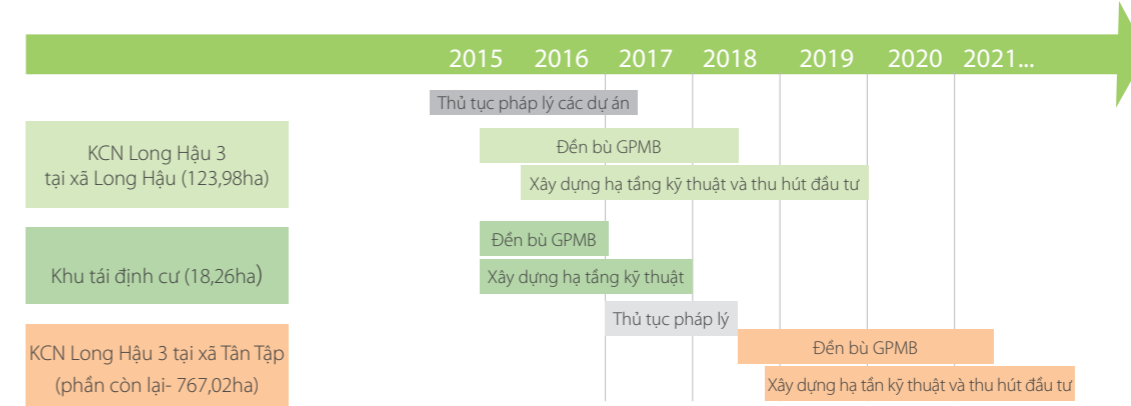 2015 2016 2017 2018 2019 2020 2021...
Thủ tục pháp lý các dự án
KCN Long Hậu 3
tại xã Long Hậu (123,98ha)
Đền bù GPMB
Xây dựng hạ tầng kỹ thuật và thu hút đầu tư
Khu tái định cư (18,26ha)
Đền bù GPMB
Xây dựng hạ tầng kỹ thuật
Thủ tục pháp lý
KCN Long Hậu 3 tại xã Tân Tập
(phần còn lại- 767,02ha)
Đền bù GPMB
Xây dựng hạ tần kỹ thuật và thu hút đầu tư